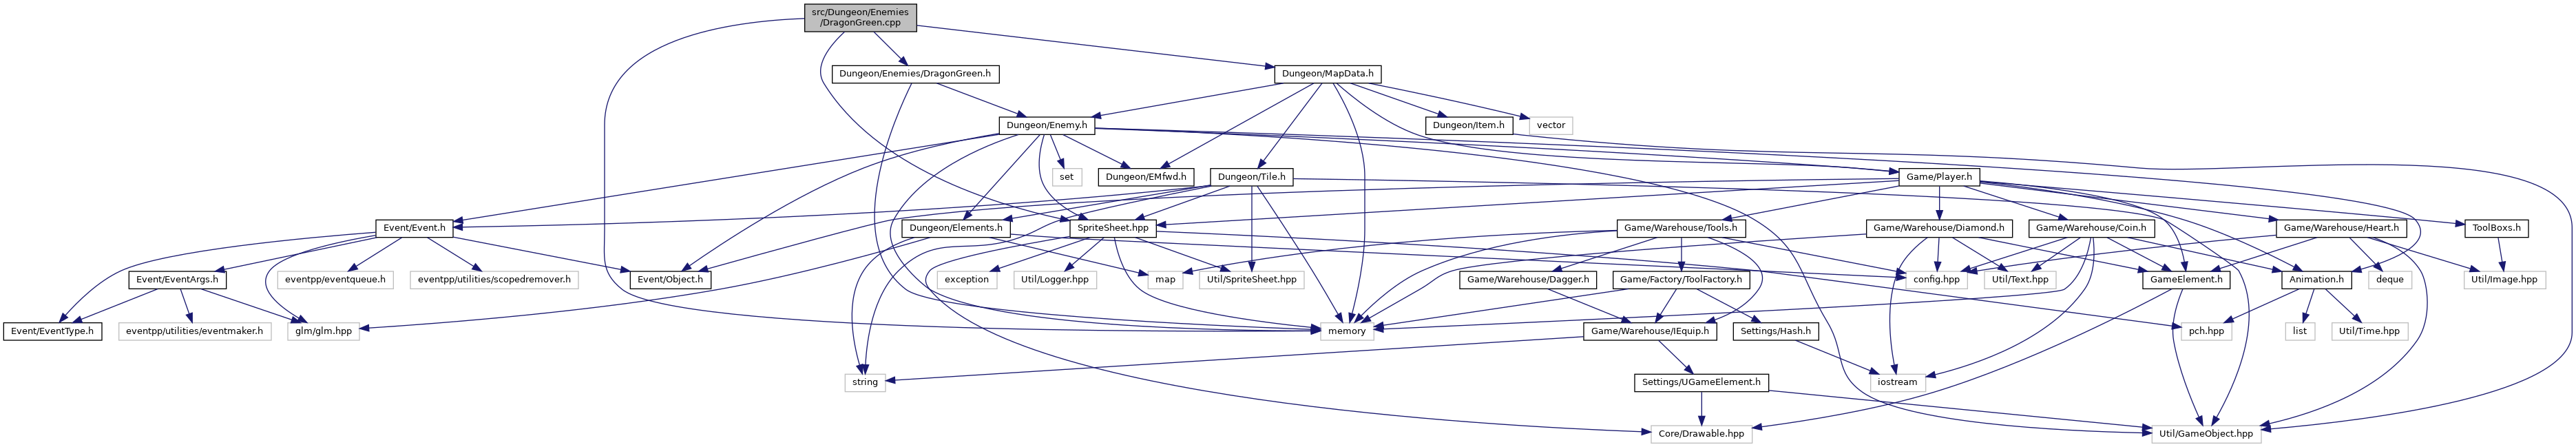 src/Dungeon/Enemies
/DragonGreen.cpp
Dungeon/Enemies/DragonGreen.h
Dungeon/MapData.h
Dungeon/Enemy.h
Dungeon/Item.h
vector
set
Dungeon/EMfwd.h
Dungeon/Tile.h
Game/Player.h
Event/Event.h
Dungeon/Elements.h
SpriteSheet.hpp
Game/Warehouse/Tools.h
Game/Warehouse/Diamond.h
Game/Warehouse/Coin.h
Game/Warehouse/Heart.h
ToolBoxs.h
Event/EventArgs.h
eventpp/eventqueue.h
eventpp/utilities/scopedremover.h
Event/Object.h
exception
Util/Logger.hpp
map
Util/SpriteSheet.hpp
Game/Warehouse/Dagger.h
Game/Factory/ToolFactory.h
config.hpp
Util/Text.hpp
GameElement.h
Animation.h
deque
Util/Image.hpp
Event/EventType.h
eventpp/utilities/eventmaker.h
glm/glm.hpp
memory
Game/Warehouse/IEquip.h
Settings/Hash.h
pch.hpp
list
Util/Time.hpp
string
Settings/UGameElement.h
iostream
Core/Drawable.hpp
Util/GameObject.hpp